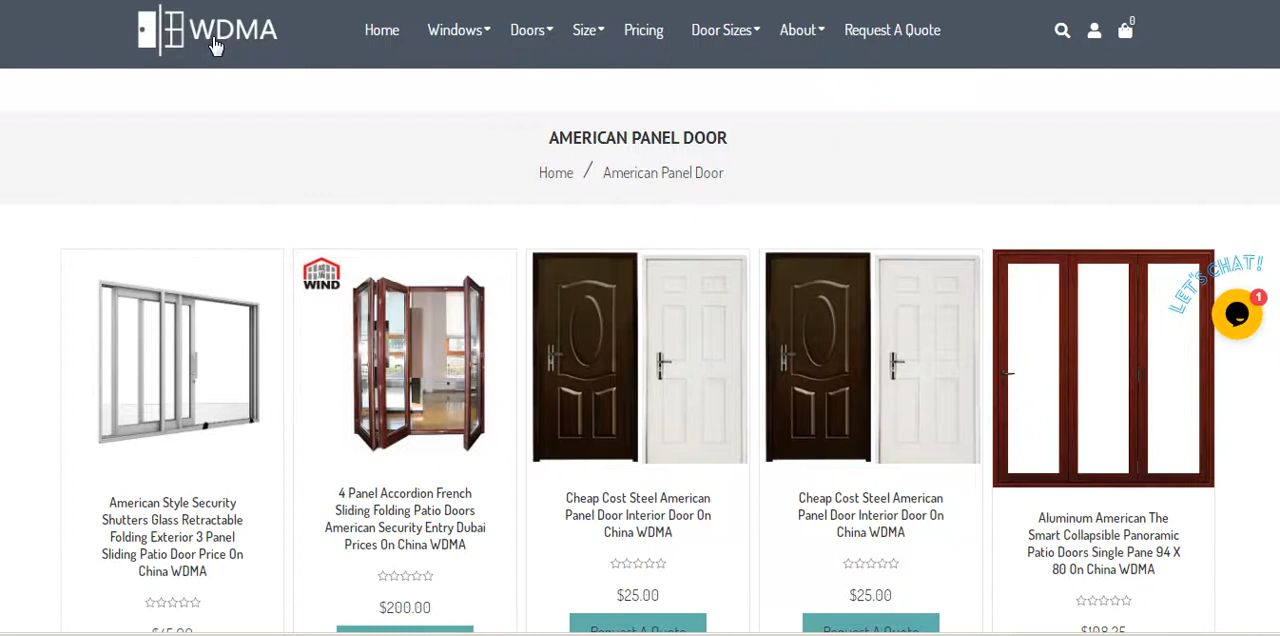 WDMA
Home Windows Doors Size Pricing Door Sizes About Request A Quote
0
AMERICAN PANEL DOOR
Home / American Panel Door
LET'S CHAT!
1
WIND
American Style Security
Shutters Glass Retractable
Folding Exterior 3 Panel
Sliding Patio Door Price On
China WDMA
4 Panel Accordion French
Sliding Folding Patio Doors
American Security Entry Dubai
Prices On China WDMA
$200.00
Cheap Cost Steel American
Panel Door Interior Door On
China WDMA
$25.00
Request A Quote
Cheap Cost Steel American
Panel Door Interior Door On
China WDMA
$25.00
Request A Quote
Aluminum American The
Smart Collapsible Panoramic
Patio Doors Single Pane 94 X
80 On China WDMA